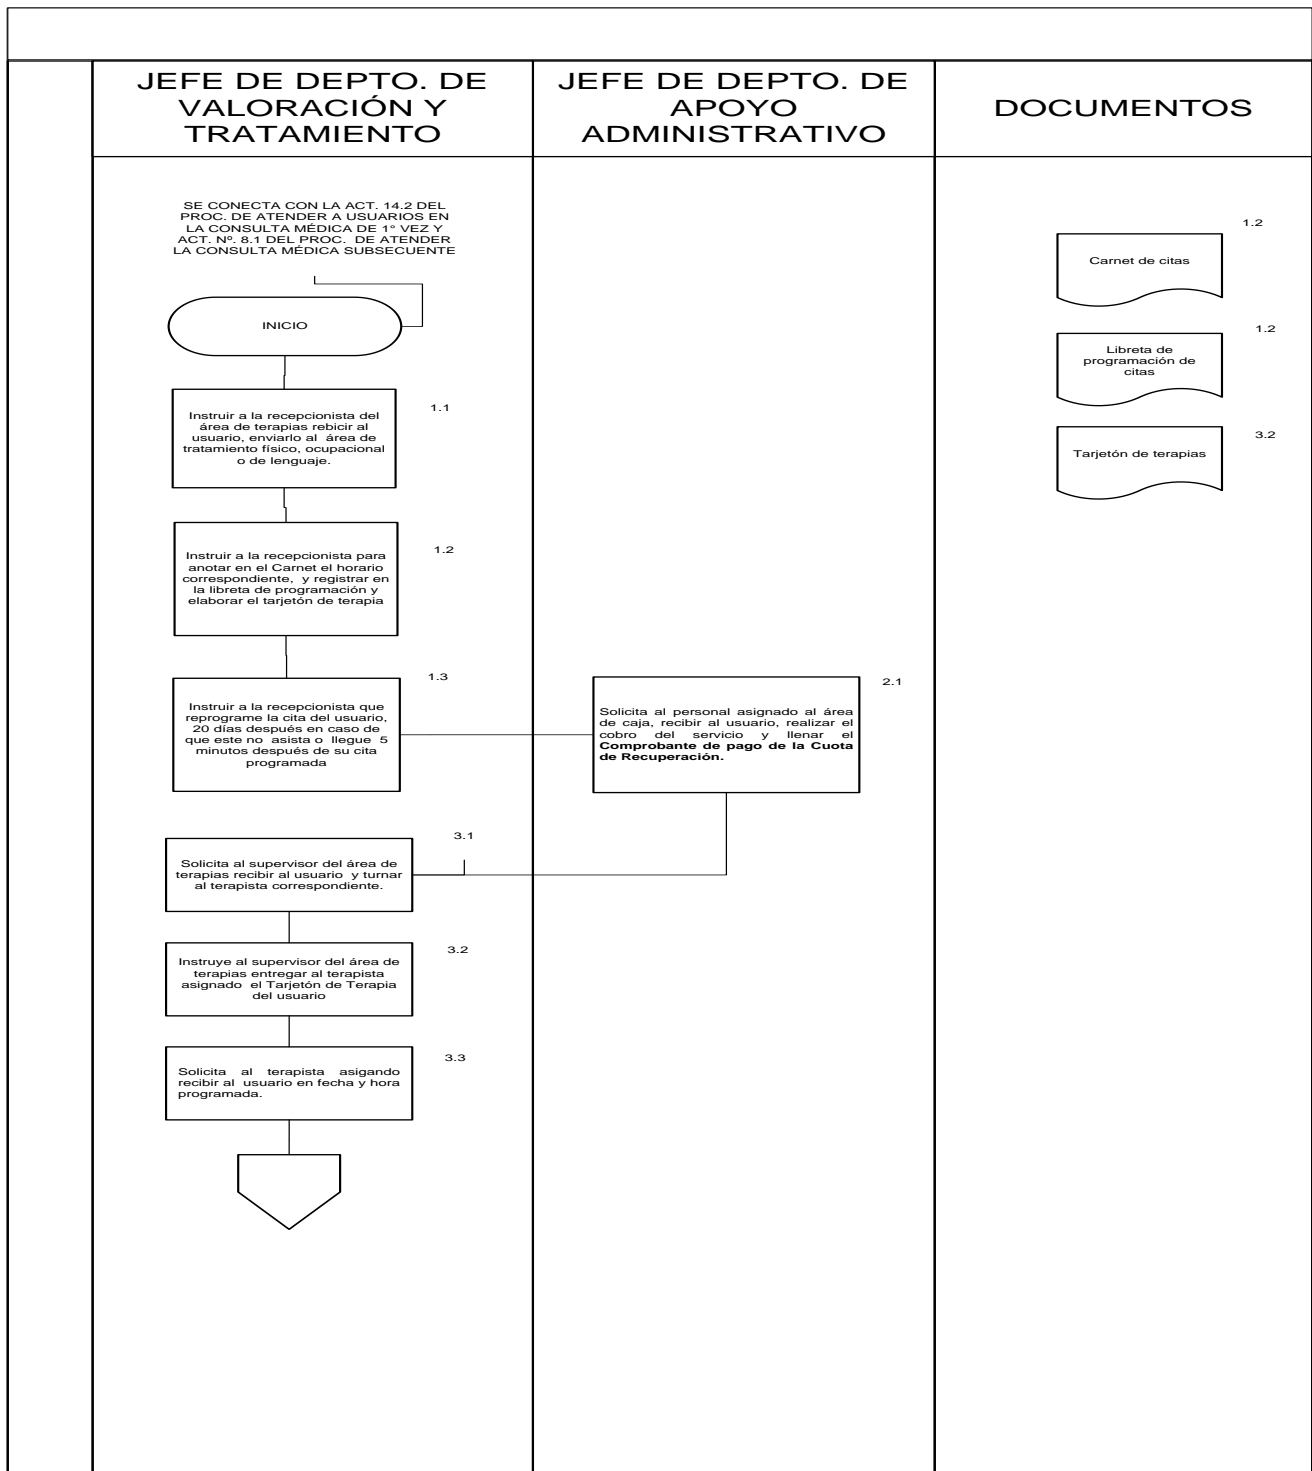 JEFE DE DEPTO. DE
VALORACIÓN Y
TRATAMIENTO
JEFE DE DEPTO. DE
APOYO
ADMINISTRATIVO
DOCUMENTOS
SE CONECTA CON LA ACT. 14.2 DEL
PROC. DE ATENDER A USUARIOS EN
LA CONSULTA MÉDICA DE 1° VEZ Y
ACT. Nº. 8.1 DEL PROC. DE ATENDER
LA CONSULTA MÉDICA SUBSECUENTE
INICIO
1.1
Instruir a la recepcionista del
área de terapias rebicir al
usuario, enviarlo al área de
tratamiento físico, ocupacional
o de lenguaje.
1.2
Instruir a la recepcionista para
anotar en el Carnet el horario
correspondiente, y registrar en
la libreta de programación y
elaborar el tarjetón de terapia
1.3
Instruir a la recepcionista que
reprograme la cita del usuario,
20 días después en caso de
que este no asista o llegue 5
minutos después de su cita
programada
2.1
Solicita al personal asignado al área
de caja, recibir al usuario, realizar el
cobro del servicio y llenar el
Comprobante de pago de la Cuota
de Recuperación.
3.1
Solicita al supervisor del área de
terapias recibir al usuario y turnar
al terapista correspondiente.
3.2
Instruye al supervisor del área de
terapias entregar al terapista
asignado el Tarjetón de Terapia
del usuario
3.3
Solicita al terapista asigando
recibir al usuario en fecha y hora
programada.
1.2
Carnet de citas
1.2
Libreta de
programación de
citas
3.2
Tarjetón de terapias